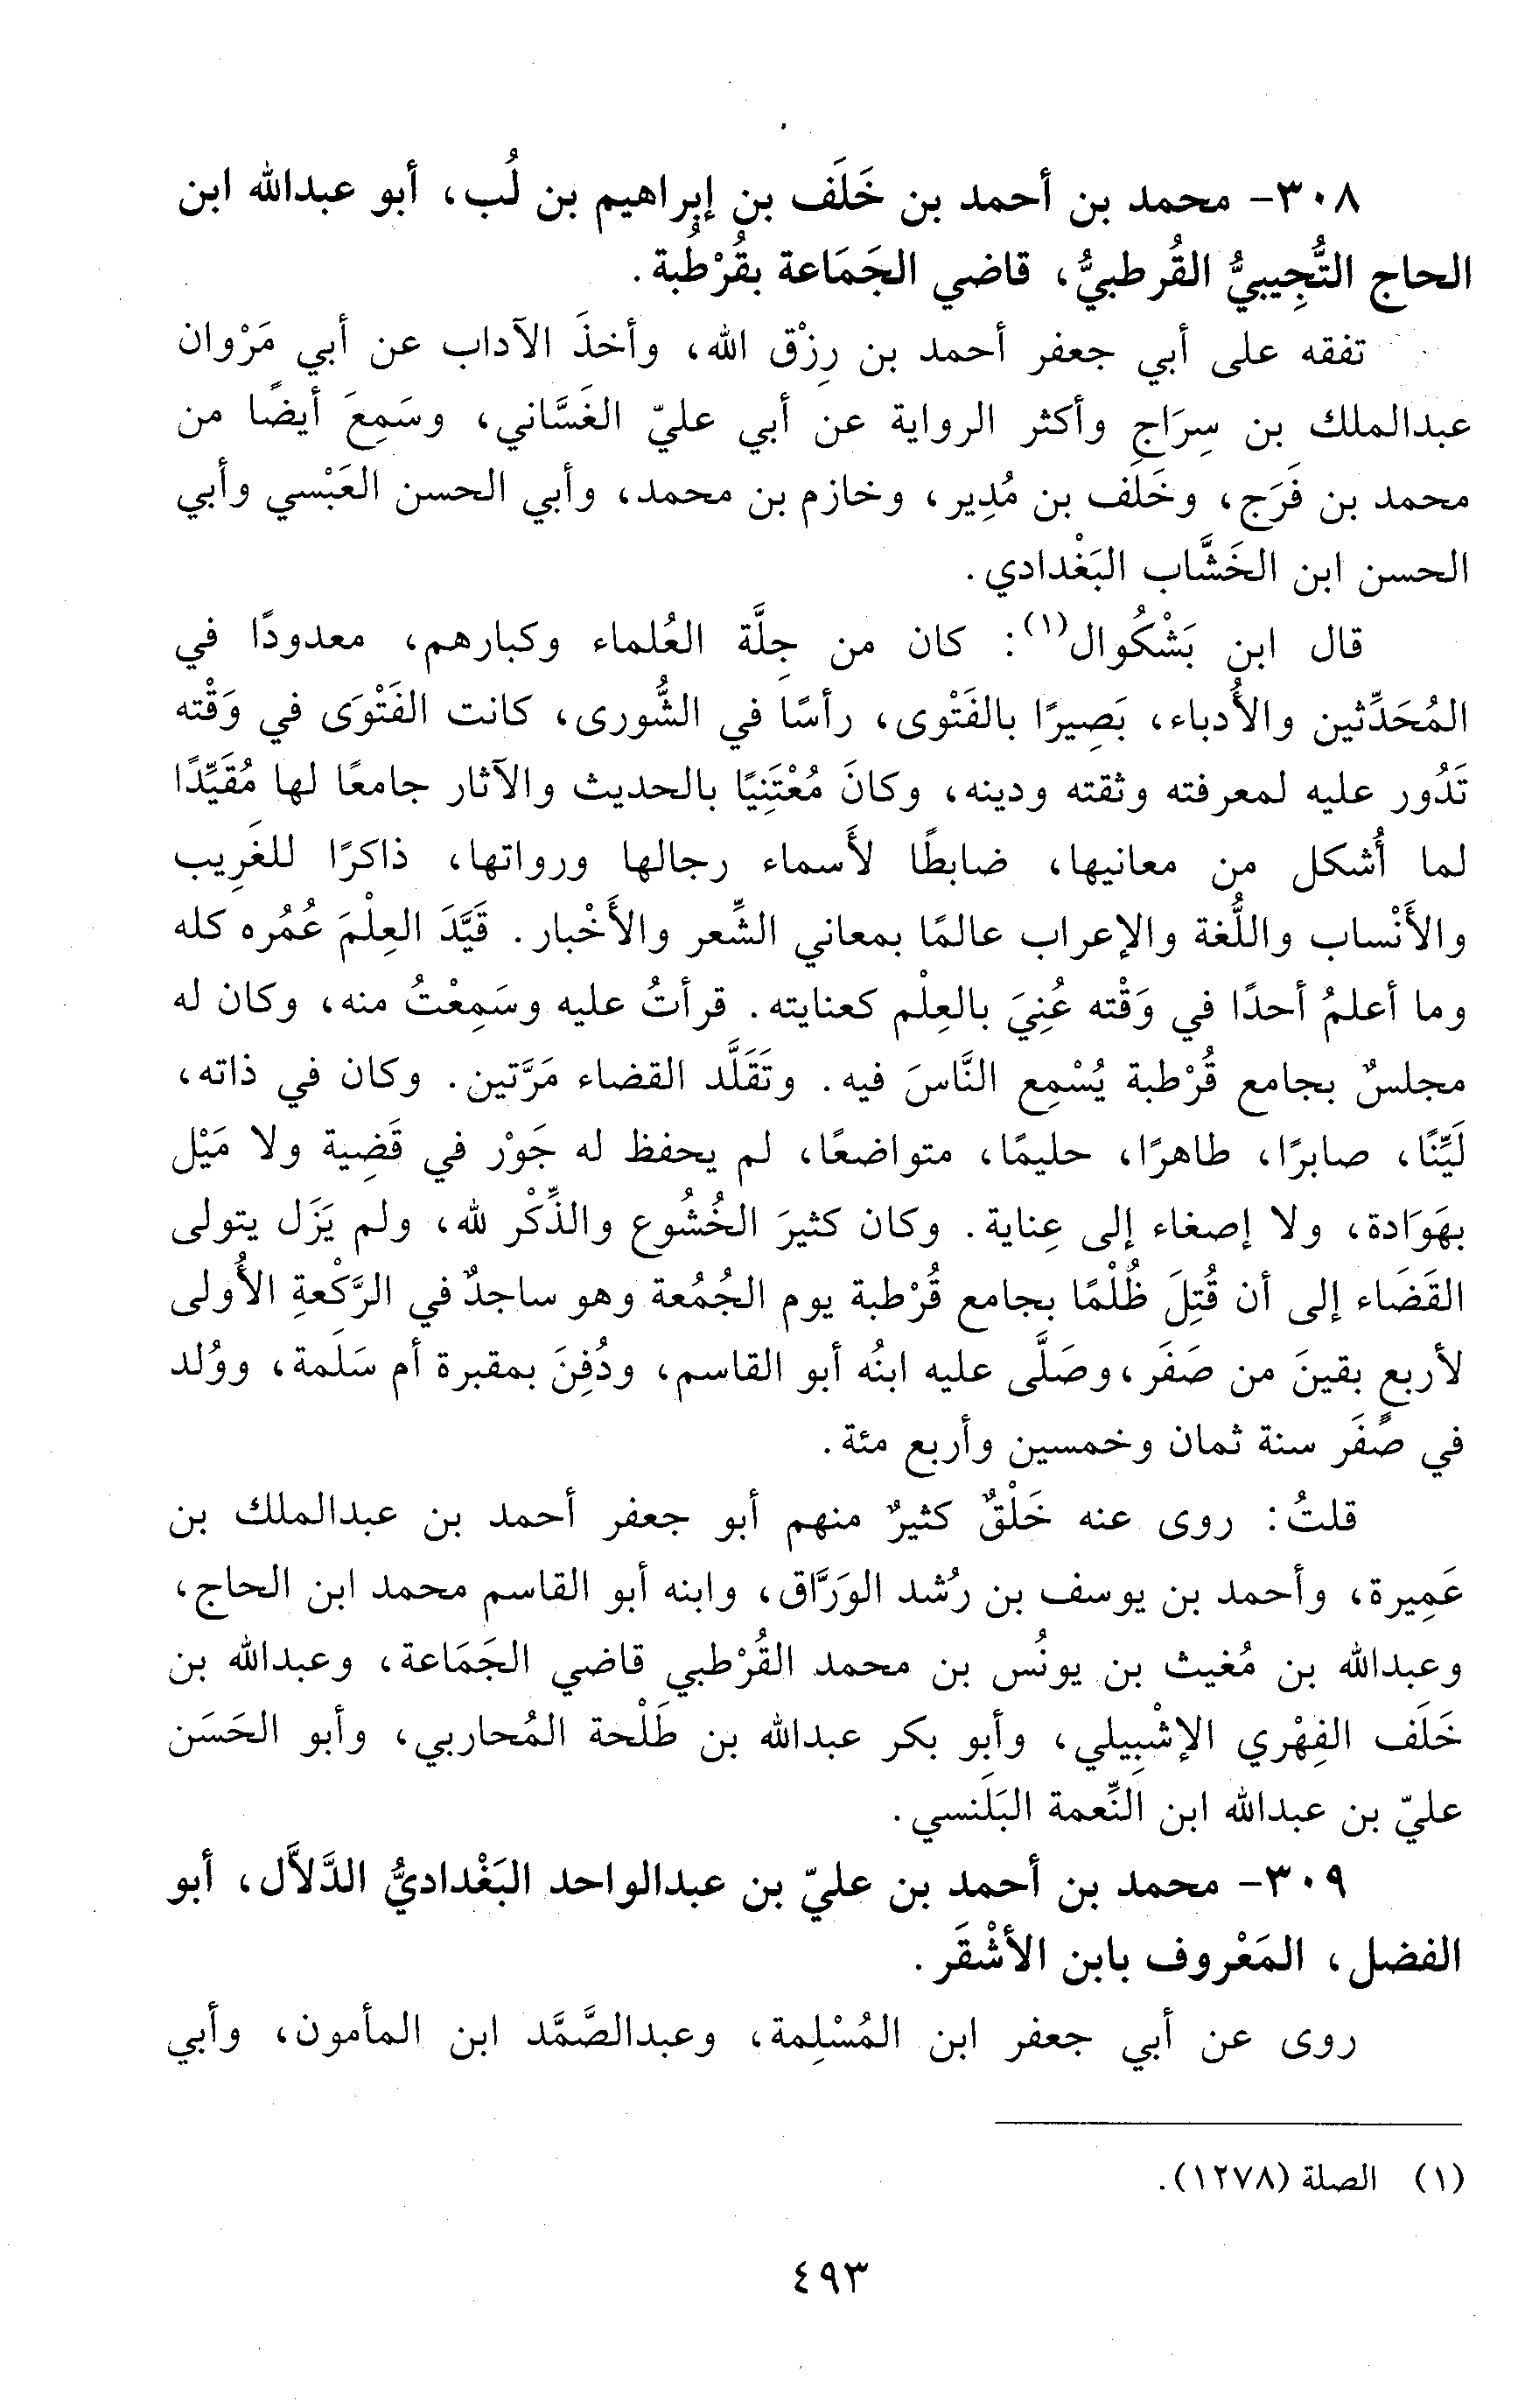 ٣٠٨- محمد بن أحمد بن خَلَف بن إبراهيم بن لُب، أبو عبدالله ابن
الحاج التُّجِيبيُّ القُرطبيُّ، قاضي الجَمَاعة بقُرْطُبة.
تفقه على أبي جعفر أحمد بن رِزْق الله، وأخذَ الآداب عن أبي مَرْوان
عبدالملك بن سِرَاج وأكثر الرواية عن أبي عليّ الغَسَّاني، وسَمِعَ أيضًا من
محمد بن فَرَج، وخَلَف بن مُدِير، وخازم بن محمد، وأبي الحسن العَبْسي وأبي
الحسن ابن الخَشَّاب البَغْدادي.
قال ابن بَشْكُوال(١): كان من جِلَّة العُلماء وكبارهم، معدودًا في
المُحَدِّثين والأُدباء، بَصِيرًا بالفَتْوى، رأسًا في الشُّورى، كانت الفَتْوَى في وَقْته
تَدُور عليه لمعرفته وثقته ودينه، وكانَ مُعْتَنِيًا بالحديث والآثار جامعًا لها مُقَيِّدًا
لما أُشكل من معانيها، ضابطًا لأَسماء رجالها ورواتها، ذاكرًا للغَرِيب
والأَنْساب واللُّغة والإعراب عالمًا بمعاني الشِّعر والأَخْبار. قَيَّدَ العِلْمَ عُمُره كله
وما أعلمُ أحدًا في وَقْته عُنِيَ بالعِلْم كعنايته. قرأتُ عليه وسَمِعْتُ منه، وكان له
مجلسٌ بجامع قُرْطبة يُسْمِع النَّاسَ فيه. وتَقَلَّد القضاء مَرَّتين. وكان في ذاته،
لَيِّنًا، صابرًا، طاهرًا، حليمًا، متواضعًا، لم يحفظ له جَوْر في قَضِية ولا مَيْل
بهَوَادة، ولا إصغاء إلى عِناية. وكان كثيرَ الخُشُوع والذِّكْر لله، ولم يَزَل يتولى
القَضَاء إلى أن قُتِلَ ظُلْمًا بجامع قُرْطبة يوم الجُمُعة وهو ساجدٌ في الرَّكْعةِ الأُولى
لأربع بقينَ من صَفَر، وصَلَّى عليه ابنُه أبو القاسم، ودُفِنَ بمقبرة أم سَلَمة، ووُلد
في صَفَر سنة ثمان وخمسين وأربع مئة.
قلتُ: روى عنه خَلْقٌ كثيرٌ منهم أبو جعفر أحمد بن عبدالملك بن
عَمِيرة، وأحمد بن يوسف بن رُشد الوَرَّاق، وابنه أبو القاسم محمد ابن الحاج،
وعبدالله بن مُغيث بن يونُس بن محمد القُرْطبي قاضي الجَمَاعة، وعبدالله بن
خَلَف الفِهْري الإشْبِيلي، وأبو بكر عبدالله بن طَلْحة المُحاربي، وأبو الحَسَن
عليّ بن عبدالله ابن النِّعمة البَلَنسي.
٣٠٩- محمد بن أحمد بن عليّ بن عبدالواحد البَغْداديُّ الدَّلاَّل، أبو
الفضل، المَعْروف بابن الأشْقَر.
روى عن أبي جعفر ابن المُسْلِمة، وعبدالصَّمَّد ابن المأمون، وأبي
(١) الصلة (١٢٧٨).
٤٩٣